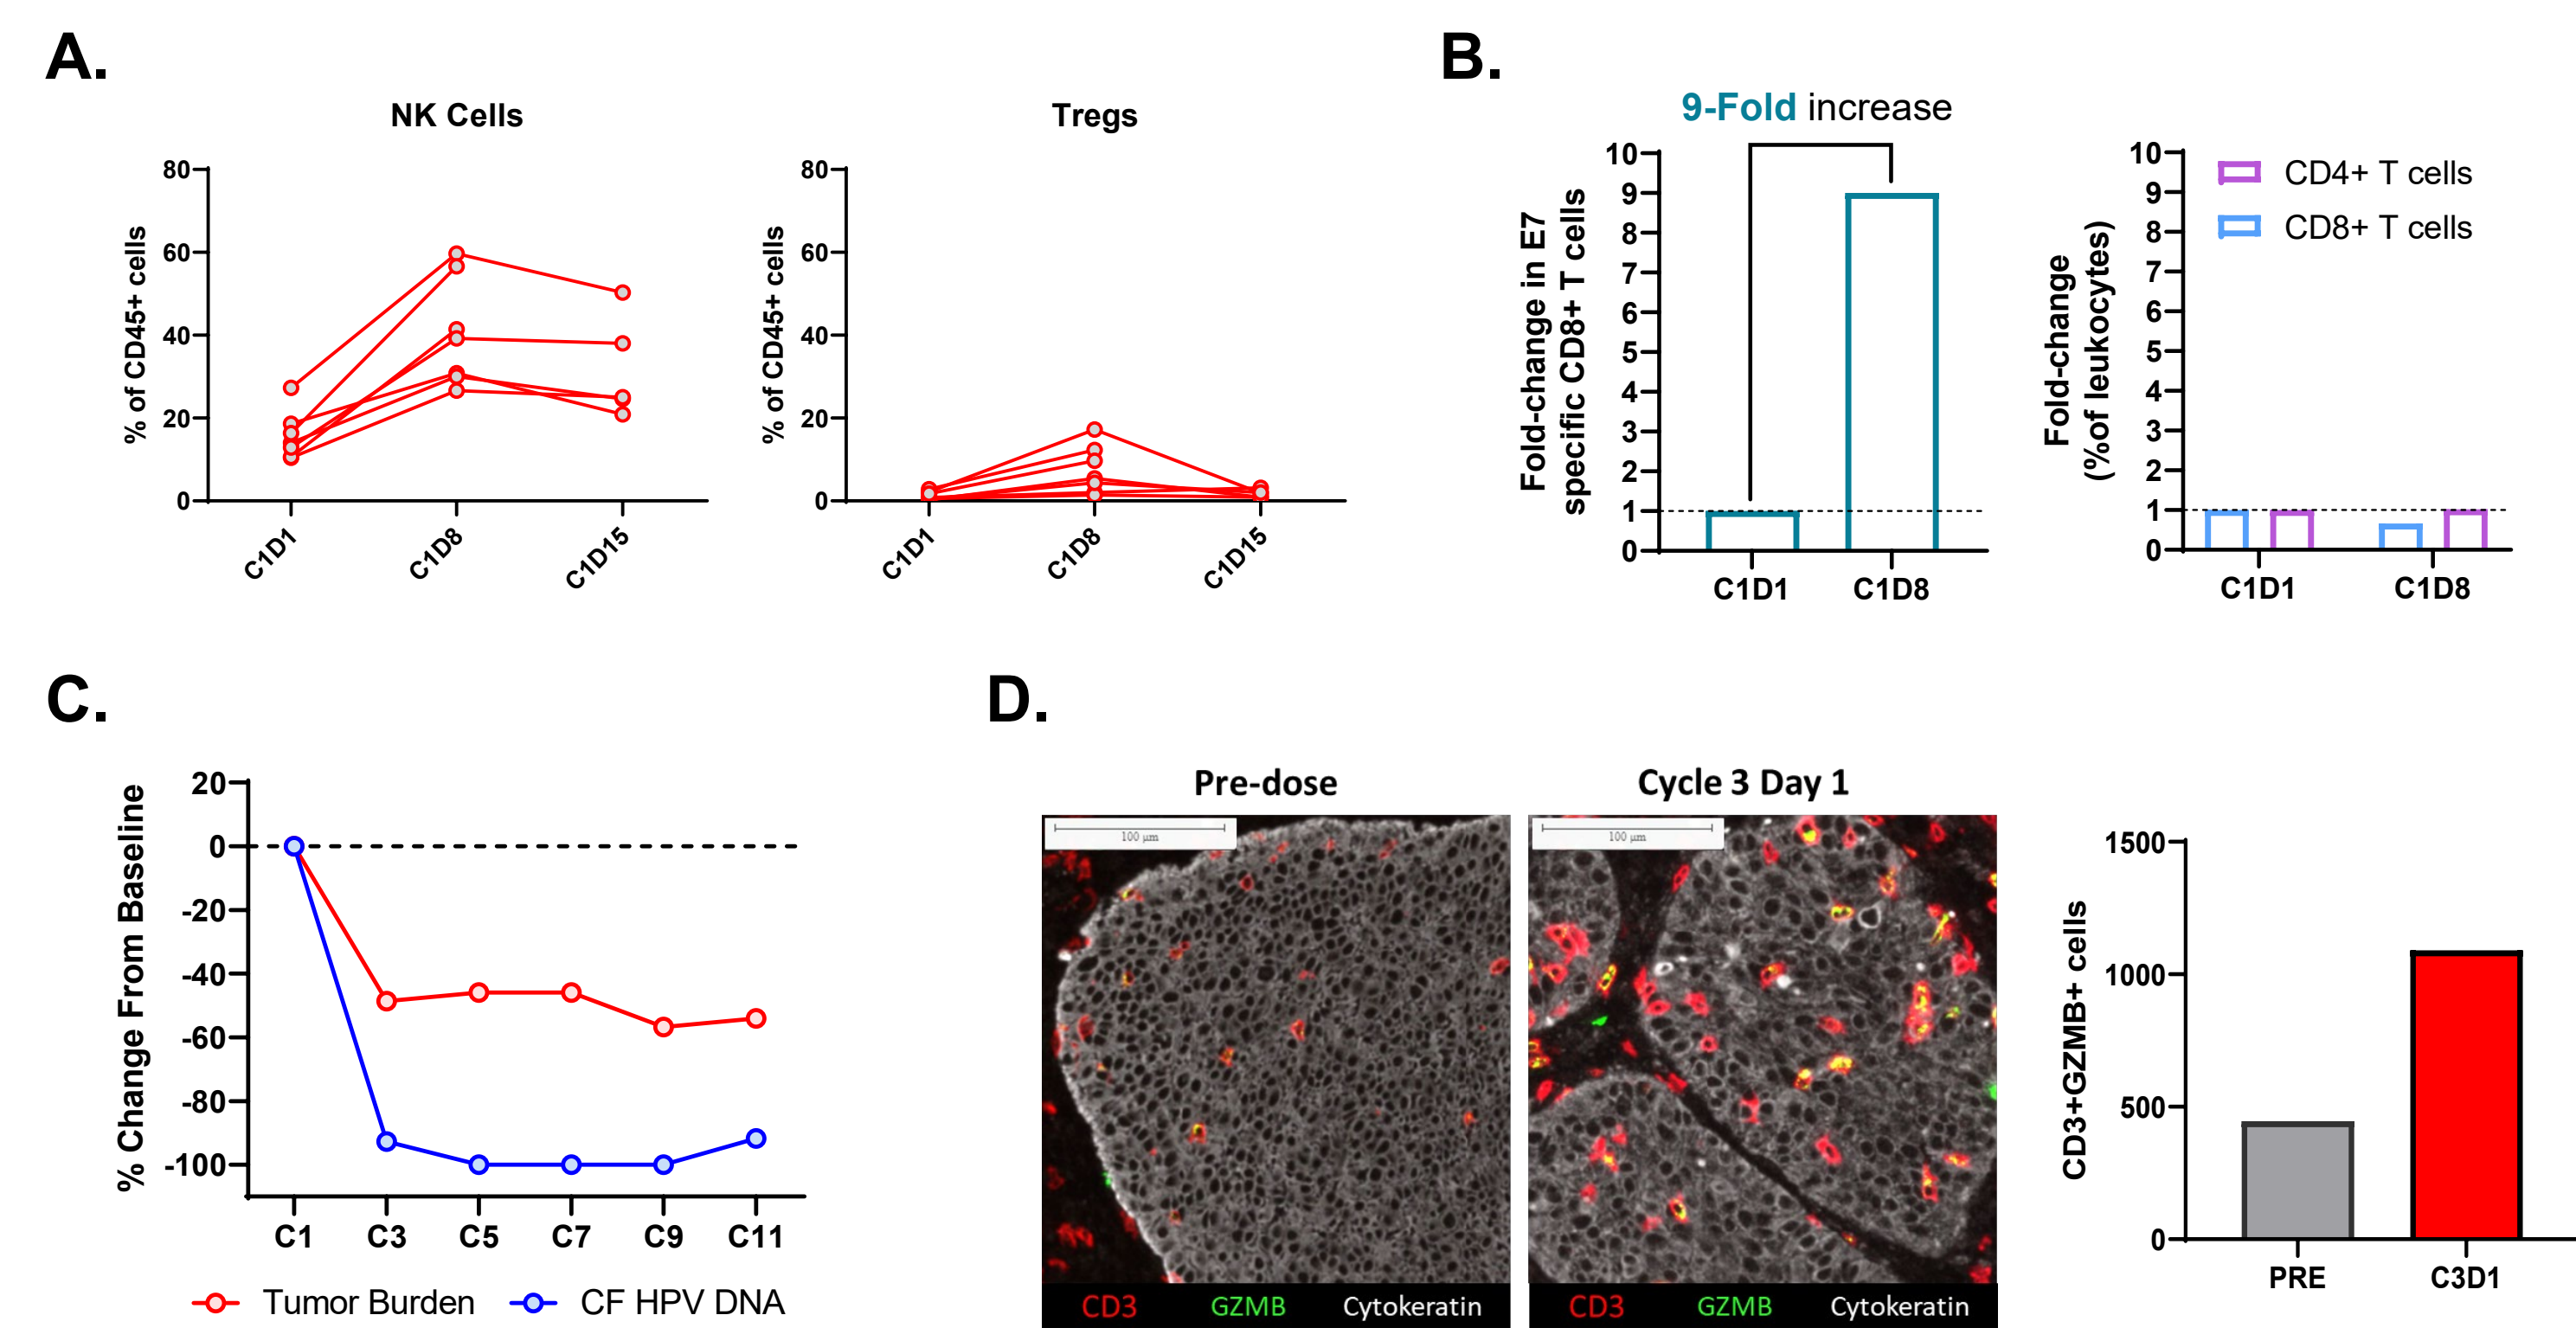 A.
NK Cells
% of CD45+ cells
80
60
40
20
0
C1D1
C1D8
C1D15
Tregs
% of CD45+ cells
80
60
40
20
0
C1D1
C1D8
C1D15
B.
9-Fold increase
Fold-change in E7
specific CD8+ T cells
10
9
8
7
6
5
4
3
2
1
0
C1D1
C1D8
Fold-change
(%of leukocytes)
10
9
8
7
6
5
4
3
2
1
0
CD4+ T cells
CD8+ T cells
C1D1
C1D8
C.
% Change From Baseline
20
0
-20
-40
-60
-80
-100
C1
C3
C5
C7
C9
C11
Tumor Burden
CF HPV DNA
D.
Pre-dose
100 µm
CD3 GZMB Cytokeratin
Cycle 3 Day 1
100 µm
CD3 GZMB Cytokeratin
CD3+GZMB+ cells
1500
1000
500
0
PRE
C3D1